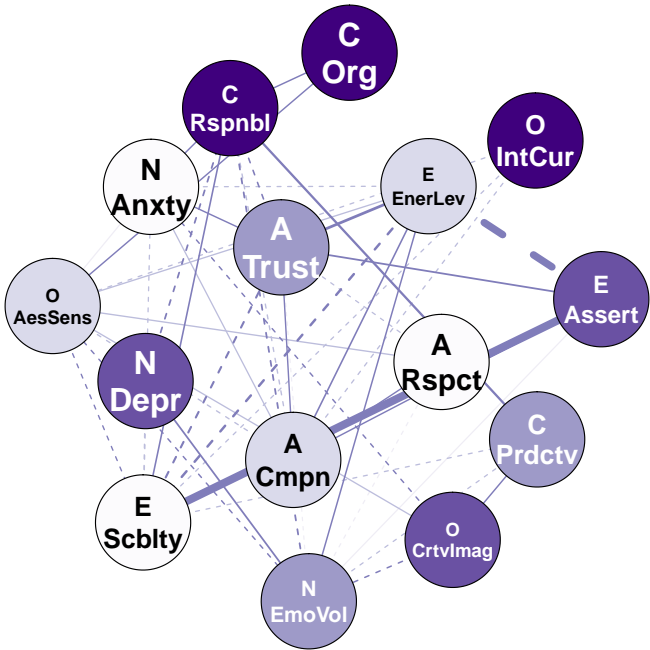 C
Org
C
Rspnbl
O
IntCur
N
Anxty
E
EnerLev
A
Trust
O
AesSens
E
Assert
A
Rspct
N
Depr
C
Prdctv
A
Cmpn
E
Scblty
O
CrtvImag
N
EmoVol